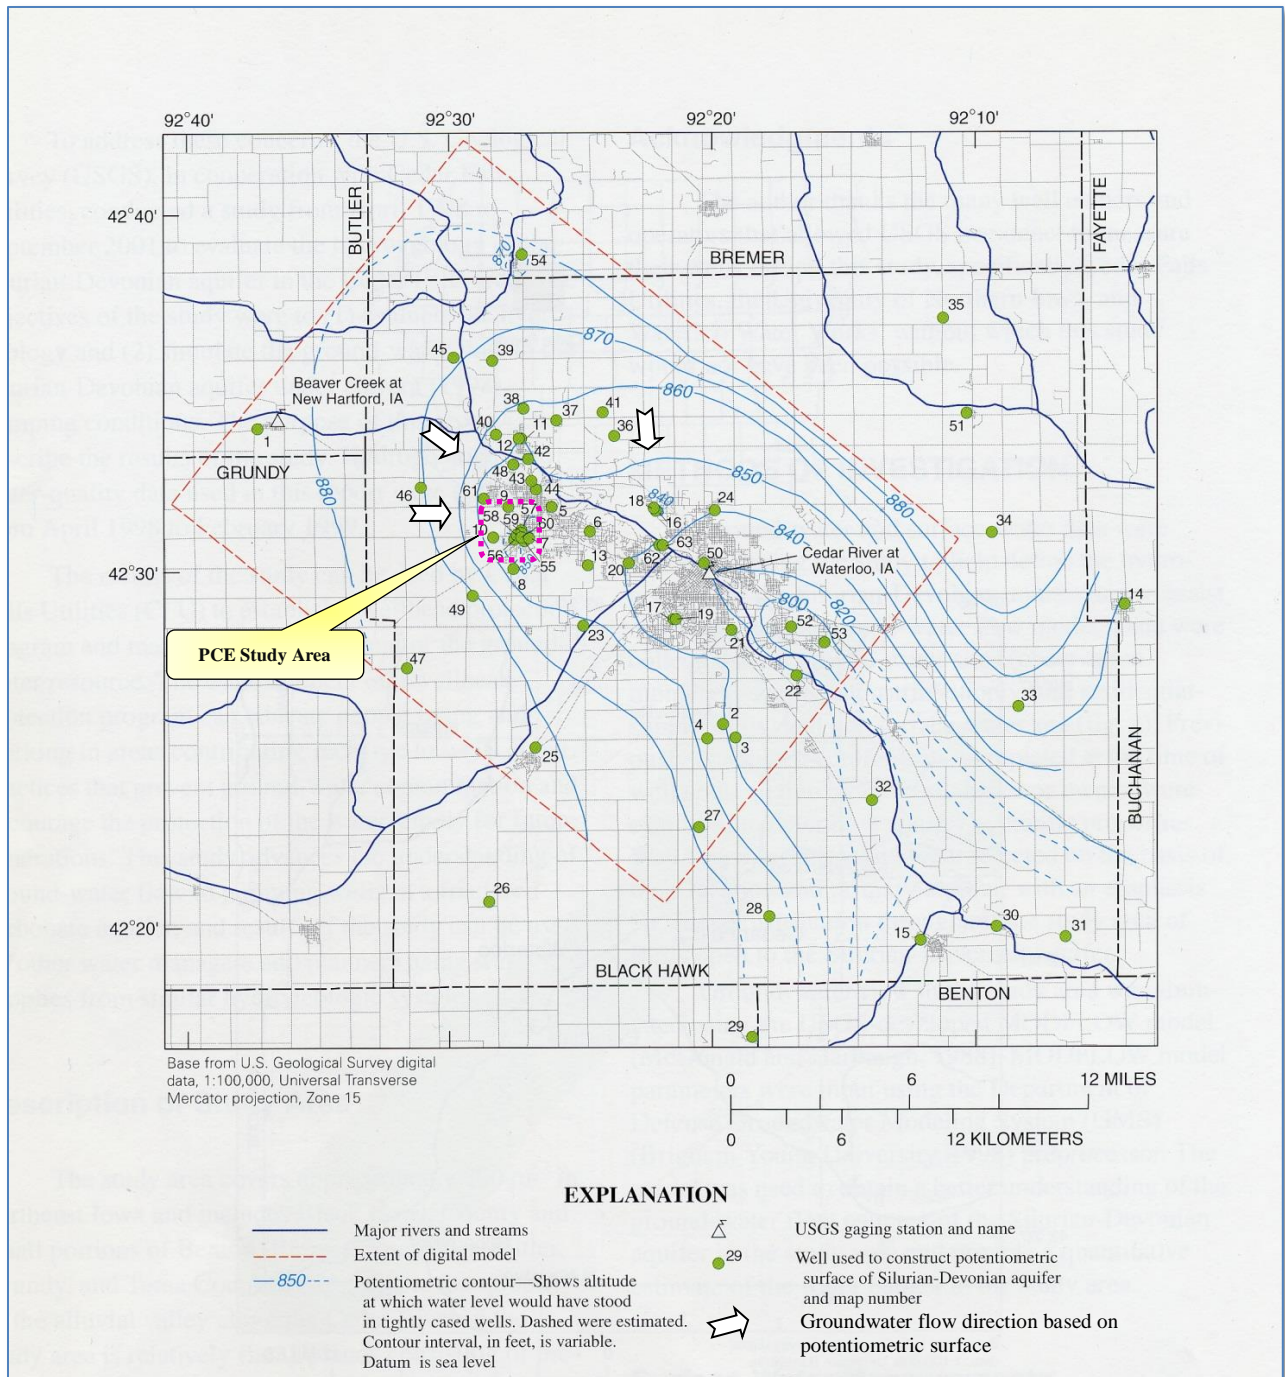 92°40'
92°30'
92°20'
92°10'
42°40'
BUTLER
FAYETTE
870
54
BREMER
35
870
45
39
860
Beaver Creek at
New Hartford, IA
38
37
41
40
11
36
51
1
12
42
GRUNDY
48
43
850
880
46
61
9
44
840
24
880
58
57
5
18
59
60
6
16
840
34
10
7
63
Cedar River at
Waterloo, IA
42°30'
56
55
13
62
50
20
8
14
49
800
820
17
19
52
23
21
53
PCE Study Area
47
22
33
4
2
3
25
BUCHANAN
32
27
26
28
42°20'
15
30
31
BLACK HAWK
BENTON
29
Base from U.S. Geological Survey digital
data, 1:100,000, Universal Transverse
Mercator projection, Zone 15
0 6 12 MILES
0 6 12 KILOMETERS
EXPLANATION
Major rivers and streams
Extent of digital model
850
Potentiometric contour—Shows altitude
at which water level would have stood
in tightly cased wells. Dashed were estimated.
Contour interval, in feet, is variable.
Datum is sea level
USGS gaging station and name
29
Well used to construct potentiometric
surface of Silurian-Devonian aquifer
and map number
Groundwater flow direction based on
potentiometric surface